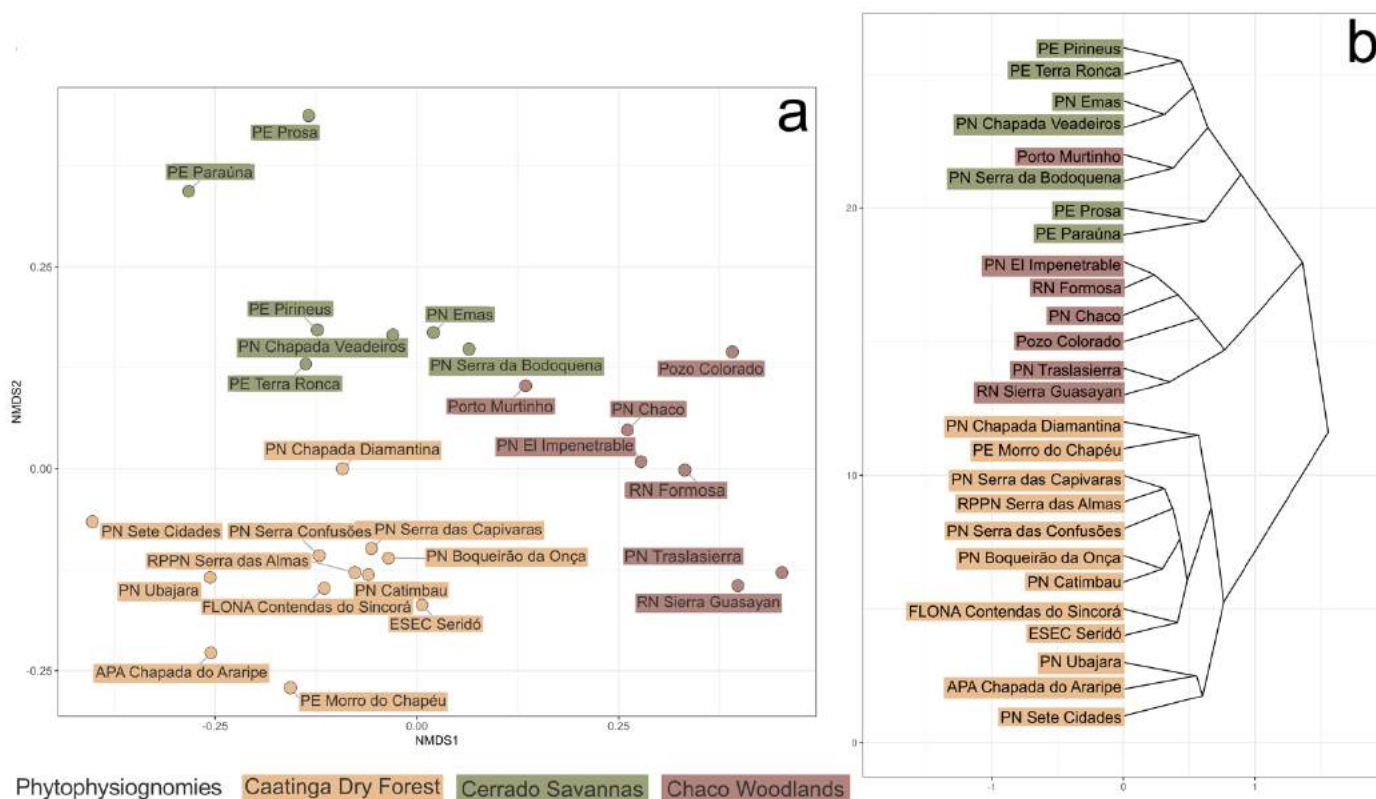 a
PE Prosa
PE Paraúna
PE Pirineus
PN Emas
PN Chapada Veadeiros
PN Serra da Bodoquena
PE Terra Ronca
Pozo Colorado
Porto Murtinho
PN Chaco
PN El Impenetrable
PN Chapada Diamantina
RN Formosa
PN Sete Cidades
PN Serra Confusões
PN Serra das Capivaras
RPPN Serra das Almas
PN Boqueirão da Onça
PN Traslasierra
PN Ubajara
PN Catimbau
FLONA Contendas do Sincorá
RN Sierra Guasayan
ESEC Seridó
APA Chapada do Araripe
PE Morro do Chapéu
0.25
0.00
-0.25
NMDS2
-0.25
0.00
0.25
NMDS1
b
PE Pirineus
PE Terra Ronca
PN Emas
PN Chapada Veadeiros
Porto Murtinho
PN Serra da Bodoquena
PE Prosa
PE Paraúna
PN El Impenetrable
RN Formosa
PN Chaco
Pozo Colorado
PN Traslasierra
RN Sierra Guasayan
PN Chapada Diamantina
PE Morro do Chapéu
PN Serra das Capivaras
RPPN Serra das Almas
PN Serra das Confusões
PN Boqueirão da Onça
PN Catimbau
FLONA Contendas do Sincorá
ESEC Seridó
PN Ubajara
APA Chapada do Araripe
PN Sete Cidades
20
10
0
-1
0
1
Phytophysiognomies Caatinga Dry Forest Cerrado Savannas Chaco Woodlands